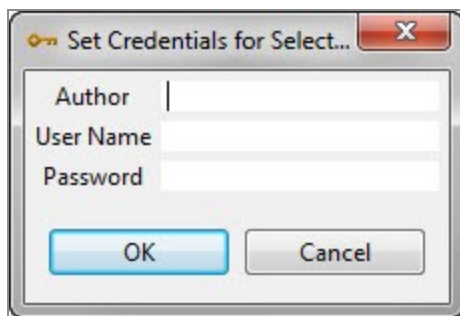 Set Credentials for Select...
Author
User Name
Password
OK
Cancel